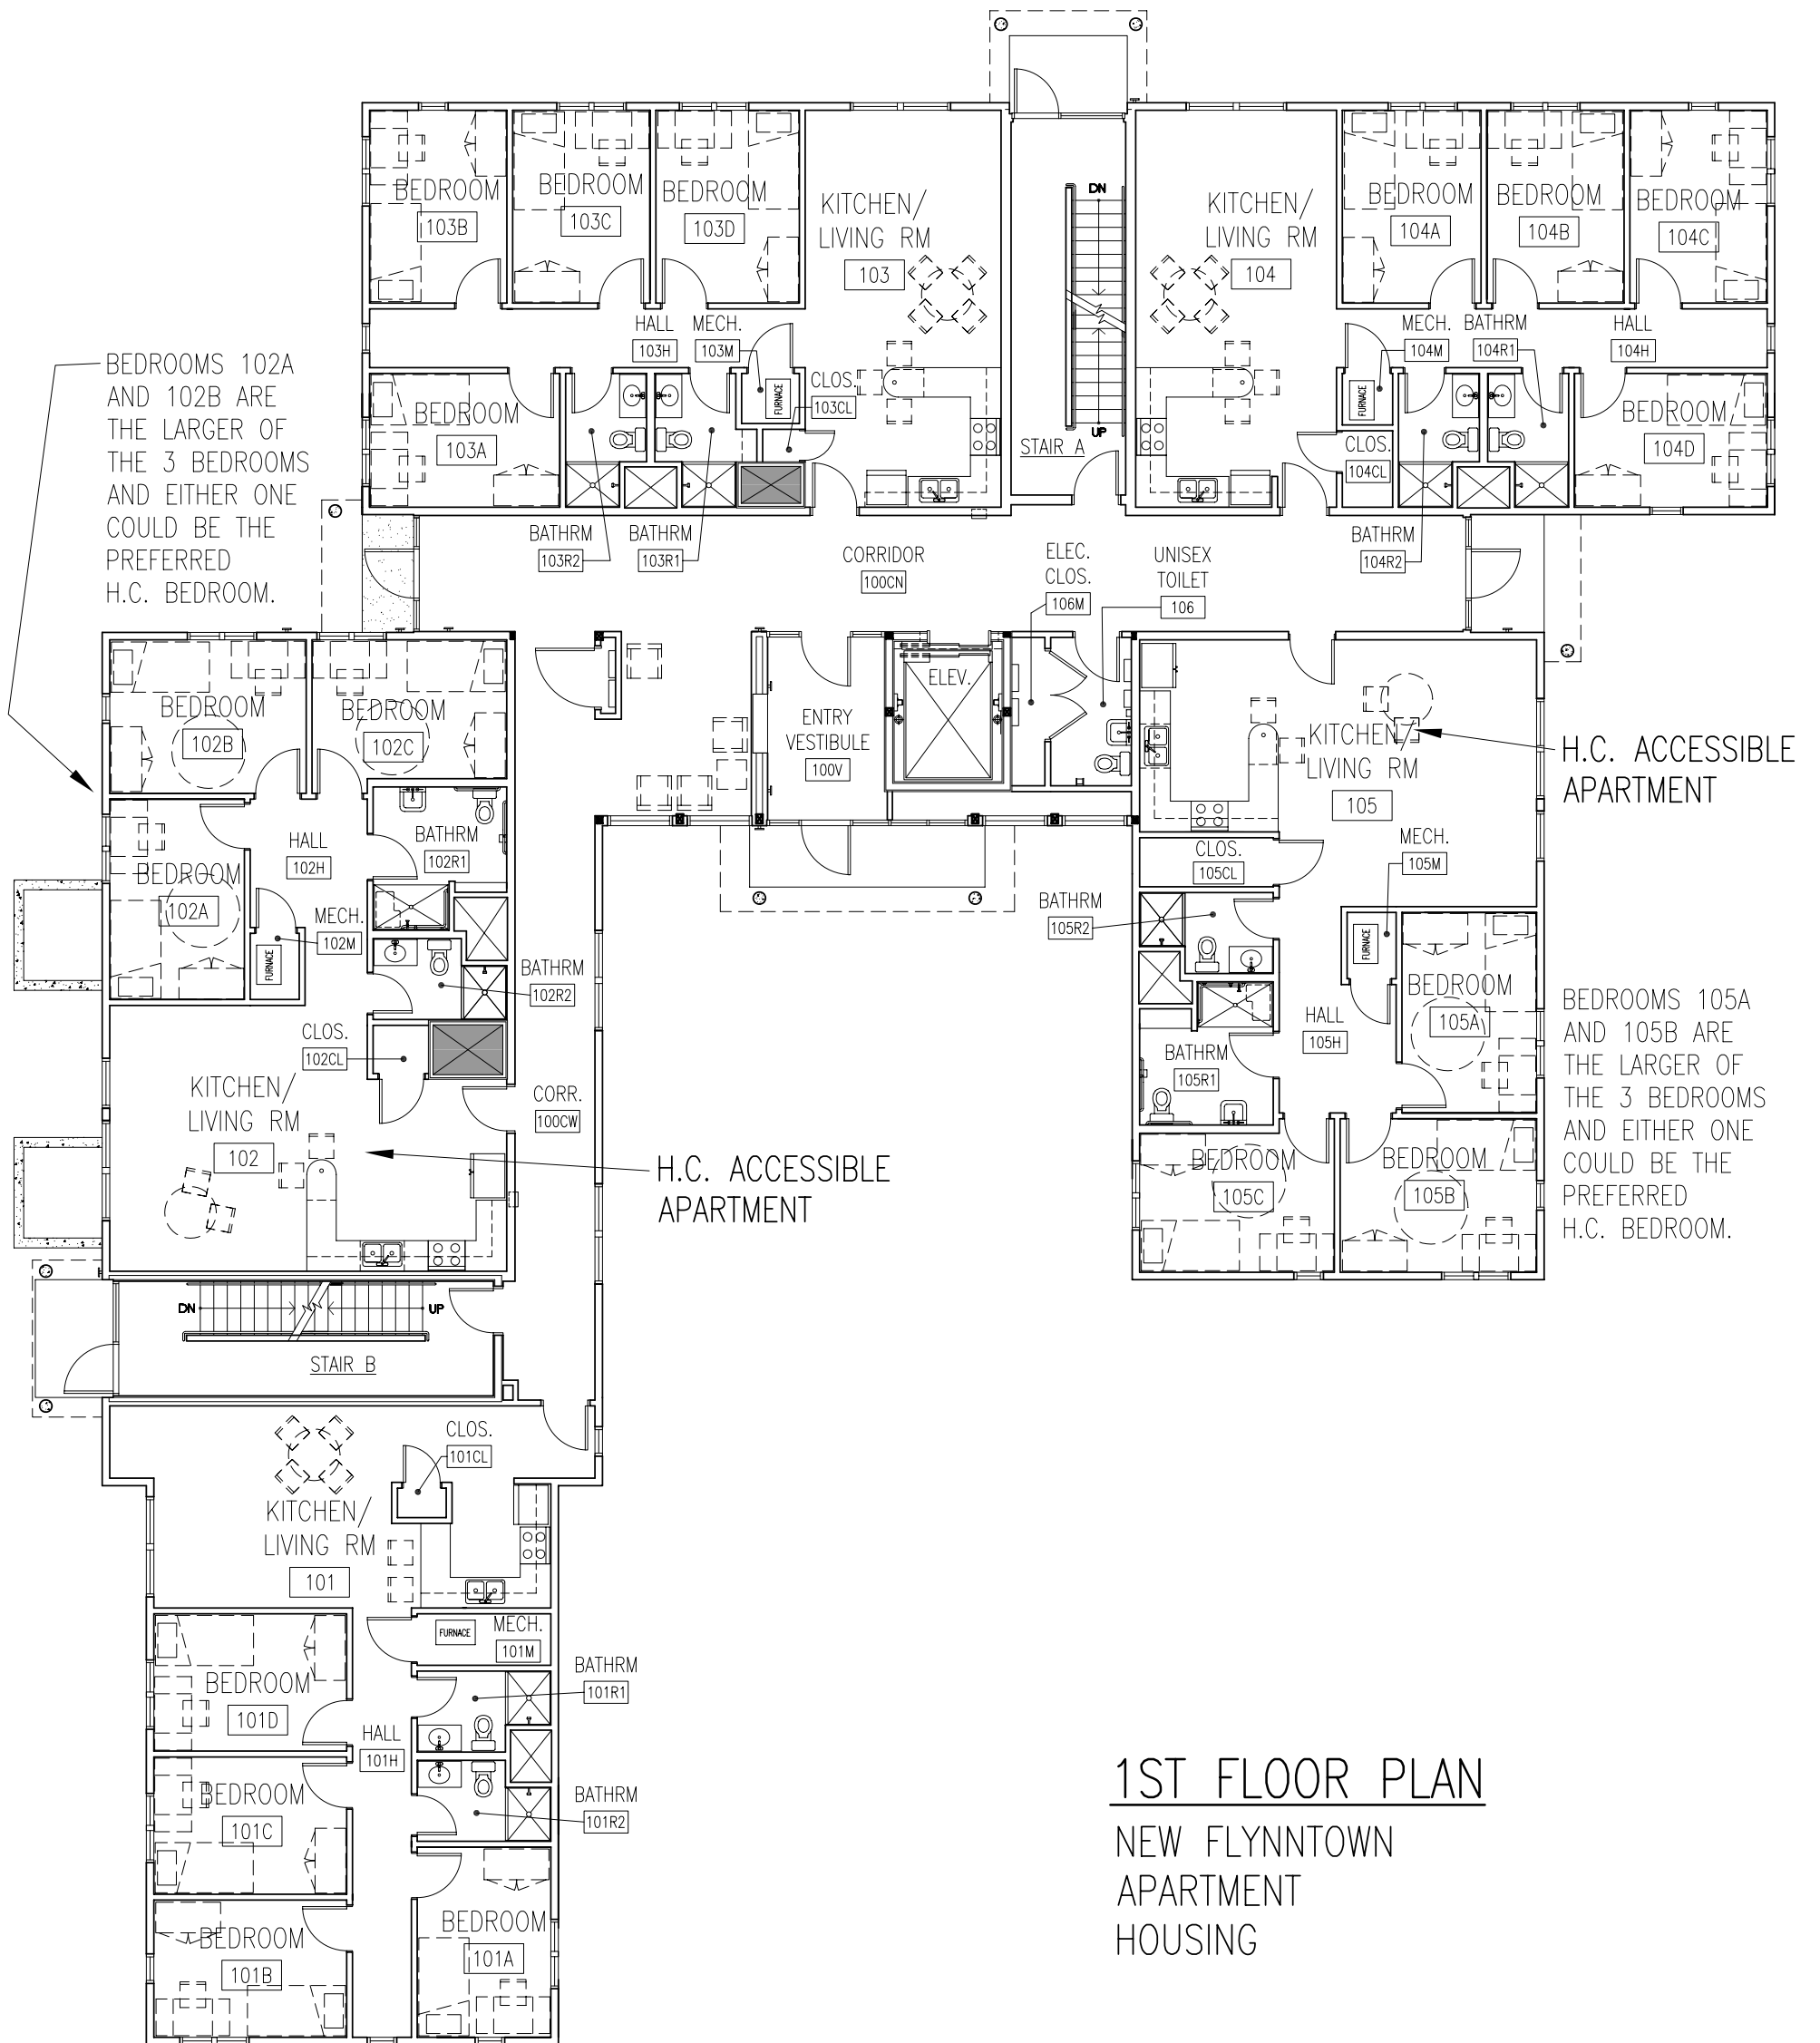 BEDROOM
103B
BEDROOM
103C
BEDROOM
103D
KITCHEN/
LIVING RM
103
DN
UP
STAIR A
KITCHEN/
LIVING RM
104
BEDROOM
104A
BEDROOM
104B
BEDROOM
104C
HALL
103H
MECH.
103M
FURNACE
CLOS.
103CL
BEDROOM
103A
MECH.
104M
BATHRM
104R1
HALL
104H
FURNACE
CLOS.
104CL
BEDROOM
104D
BEDROOMS 102A
AND 102B ARE
THE LARGER OF
THE 3 BEDROOMS
AND EITHER ONE
COULD BE THE
PREFERRED
H.C. BEDROOM.
BATHRM
103R2
BATHRM
103R1
CORRIDOR
100CN
ELEC.
CLOS.
106M
UNISEX
TOILET
106
BATHRM
104R2
BEDROOM
102B
BEDROOM
102C
ELEV.
ENTRY
VESTIBULE
100V
KITCHEN/
LIVING RM
105
H.C. ACCESSIBLE
APARTMENT
HALL
102H
BATHRM
102R1
BEDROOM
102A
MECH.
102M
FURNACE
CLOS.
105CL
MECH.
105M
FURNACE
BATHRM
105R2
BATHRM
102R2
CLOS.
102CL
BEDROOM
105A
HALL
105H
BATHRM
105R1
BEDROOMS 105A
AND 105B ARE
THE LARGER OF
THE 3 BEDROOMS
AND EITHER ONE
COULD BE THE
PREFERRED
H.C. BEDROOM.
KITCHEN/
LIVING RM
102
CORR.
100CW
H.C. ACCESSIBLE
APARTMENT
BEDROOM
105C
BEDROOM
105B
DN
UP
STAIR B
CLOS.
101CL
KITCHEN/
LIVING RM
101
FURNACE
MECH.
101M
BEDROOM
101D
BATHRM
101R1
HALL
101H
BEDROOM
101C
BATHRM
101R2
BEDROOM
101B
BEDROOM
101A
1ST FLOOR PLAN
NEW FLYNNTOWN
APARTMENT
HOUSING